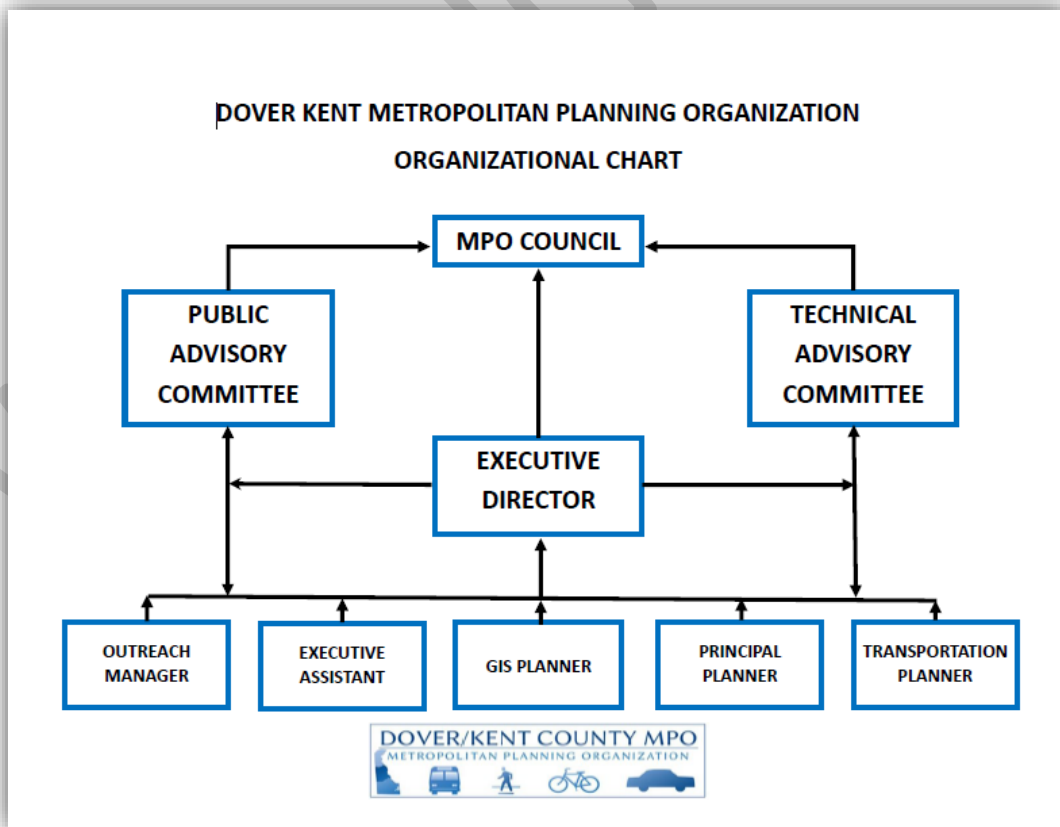 DOVER KENT METROPOLITAN PLANNING ORGANIZATION
ORGANIZATIONAL CHART
MPO COUNCIL
PUBLIC
ADVISORY
COMMITTEE
TECHNICAL
ADVISORY
COMMITTEE
EXECUTIVE
DIRECTOR
OUTREACH
MANAGER
EXECUTIVE
ASSISTANT
GIS PLANNER
PRINCIPAL
PLANNER
TRANSPORTATION
PLANNER
DOVER/KENT COUNTY MPO
METROPOLITAN PLANNING ORGANIZATION